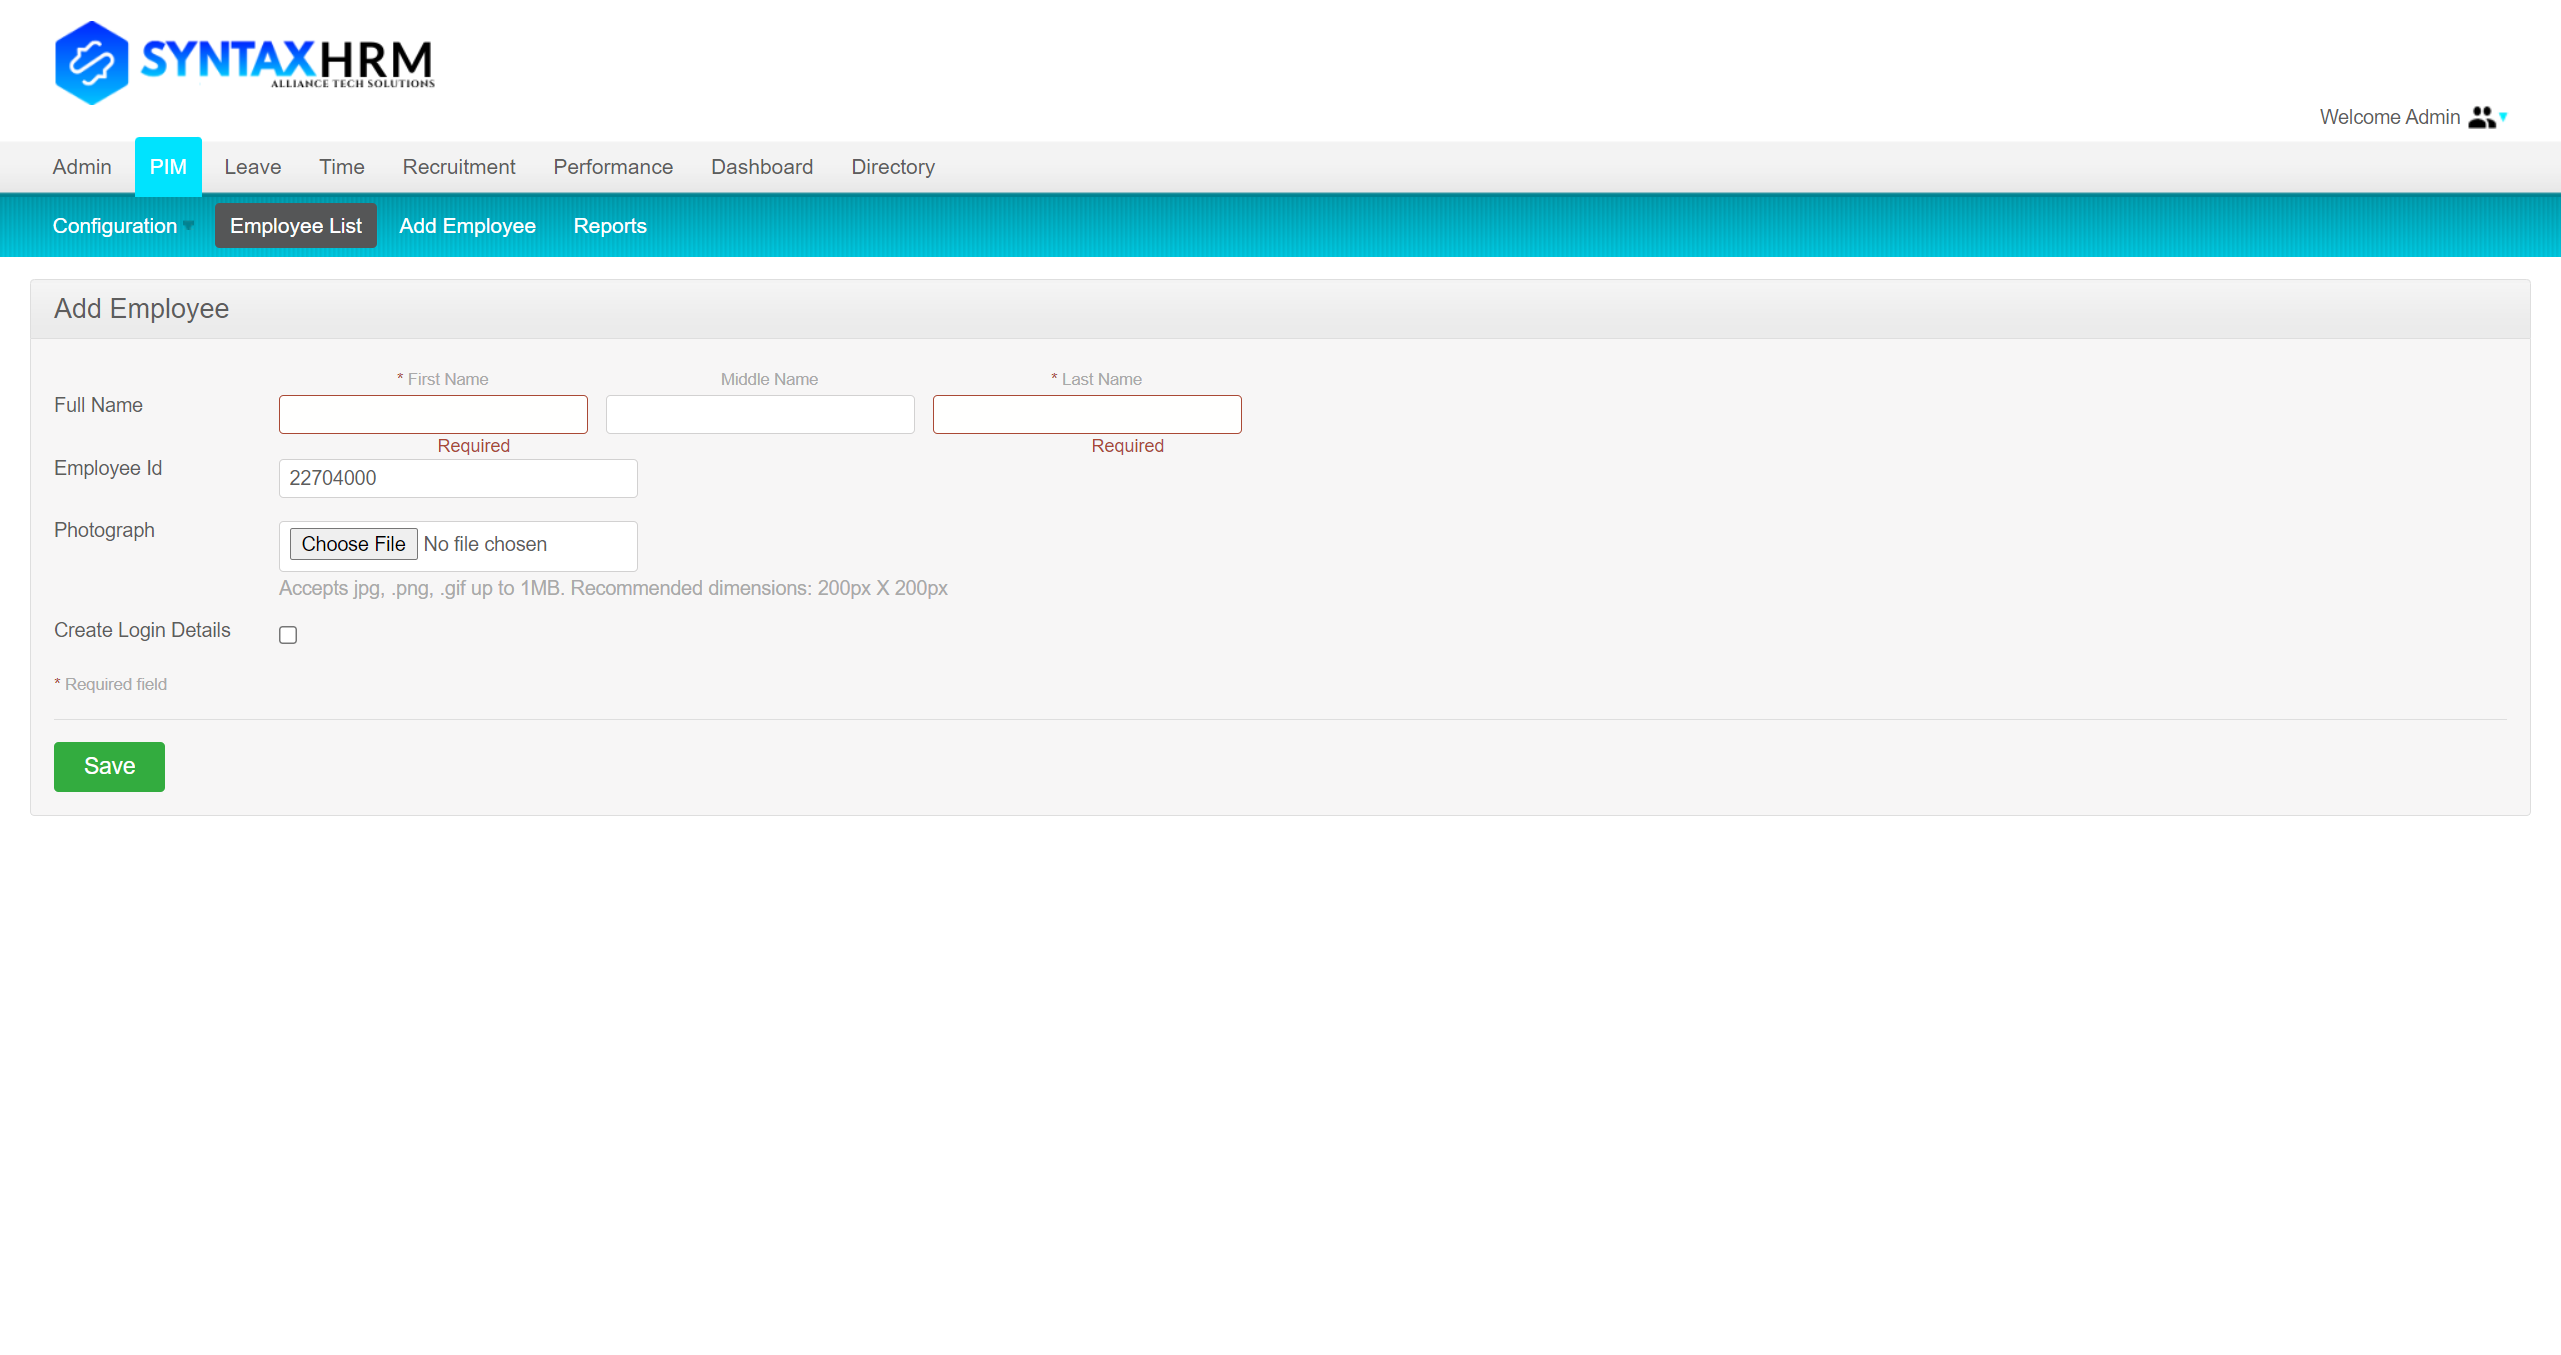 SYNTAXHRM
ALLIANCE TECH SOLUTIONS
Welcome Admin
Admin PIM Leave Time Recruitment Performance Dashboard Directory
Configuration Employee List Add Employee Reports
Add Employee
* First Name Middle Name * Last Name
Full Name
Required Required
Employee Id 22704000
Photograph Choose File No file chosen
Accepts jpg, .png, .gif up to 1MB. Recommended dimensions: 200px X 200px
Create Login Details
* Required field
Save